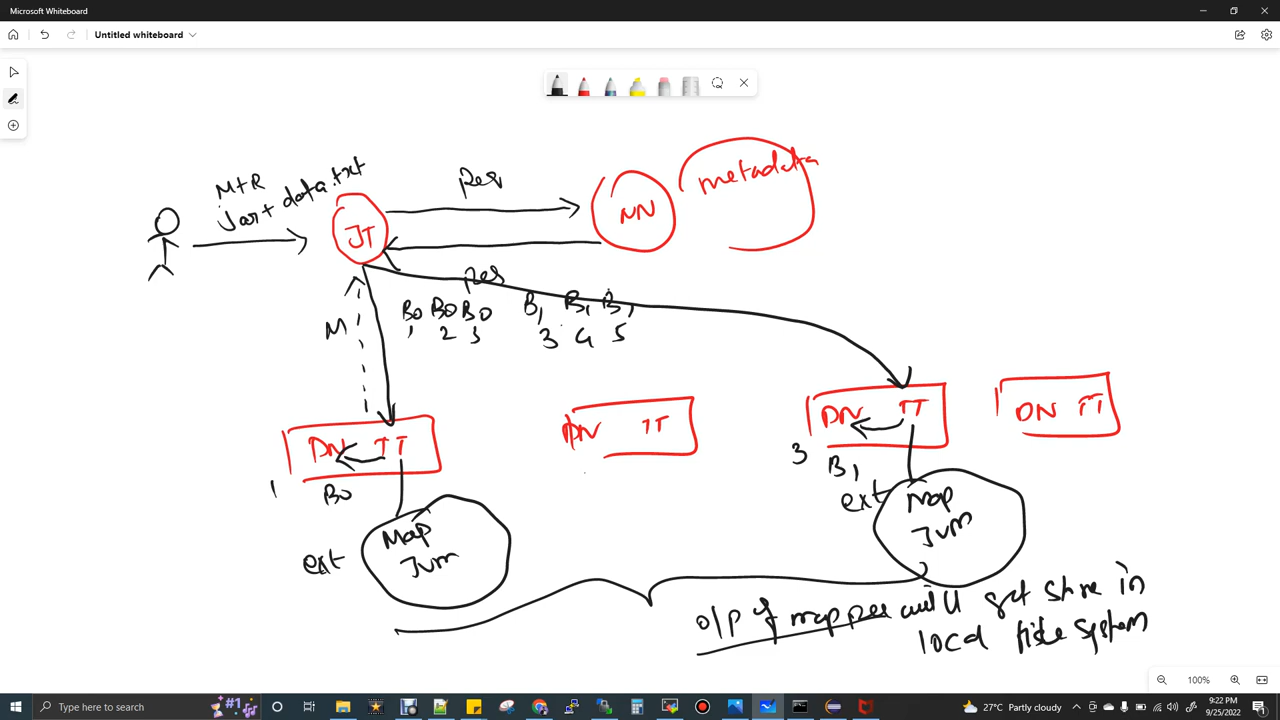 Microsoft Whiteboard
Untitled whiteboard
M+R
Jar+ data.txt
JT
NN
metadata
M
B0 B0 B0 B1 B1 B1
1 2 3 3 4 5
DN TT
DN TT
DN TT
DN TT
1
B0
3
B1
ext
Map
Jvm
ext
Map
Jvm
o/p of mapper will get store in
local file system
100%
Type here to search
#1
27°C Partly cloudy
9:22 PM
9/25/2022